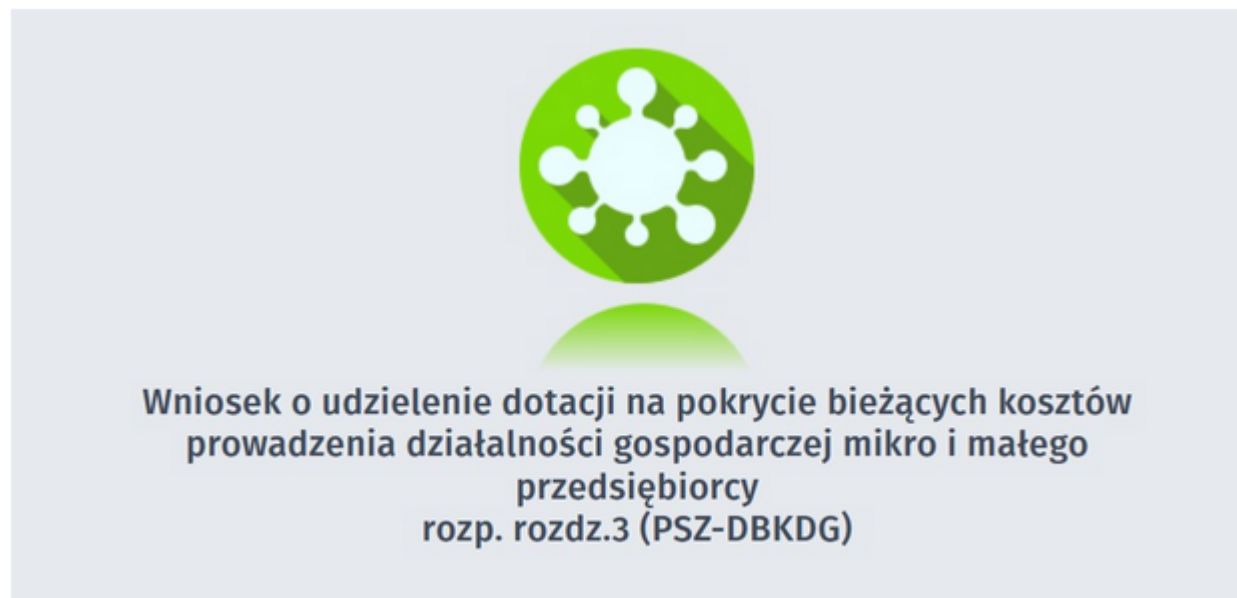 Wniosek o udzielenie dotacji na pokrycie bieżących kosztów
prowadzenia działalności gospodarczej mikro i małego
przedsiębiorcy
rozp. rozdz.3 (PSZ-DBKDG)